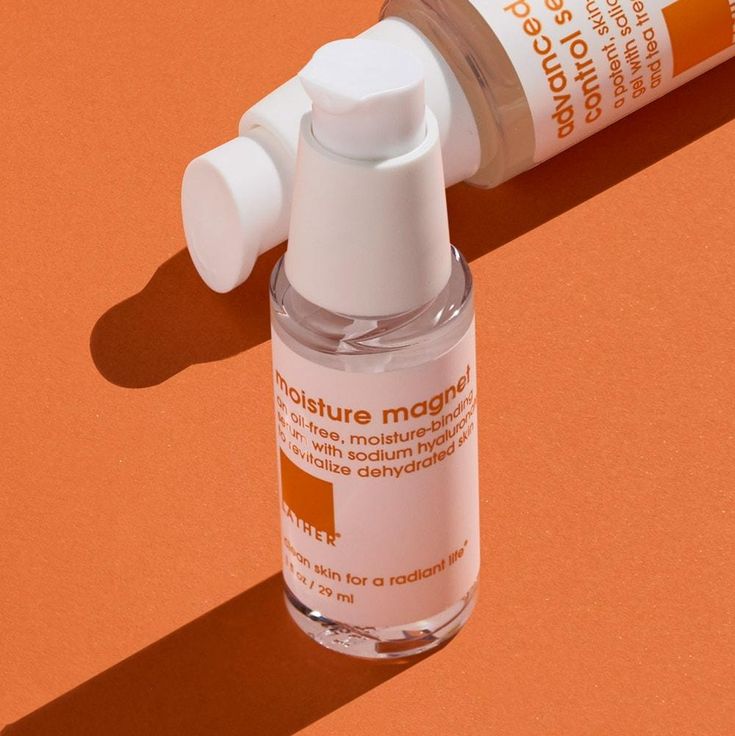 advanced
control se
a potent, skin-
gel with salic
and tea tre
moisture magnet
an oil-free, moisture-binding
serum with sodium hyaluronate
to revitalize dehydrated skin
LATHER®
clean skin for a radiant life®
1 fl oz / 29 ml